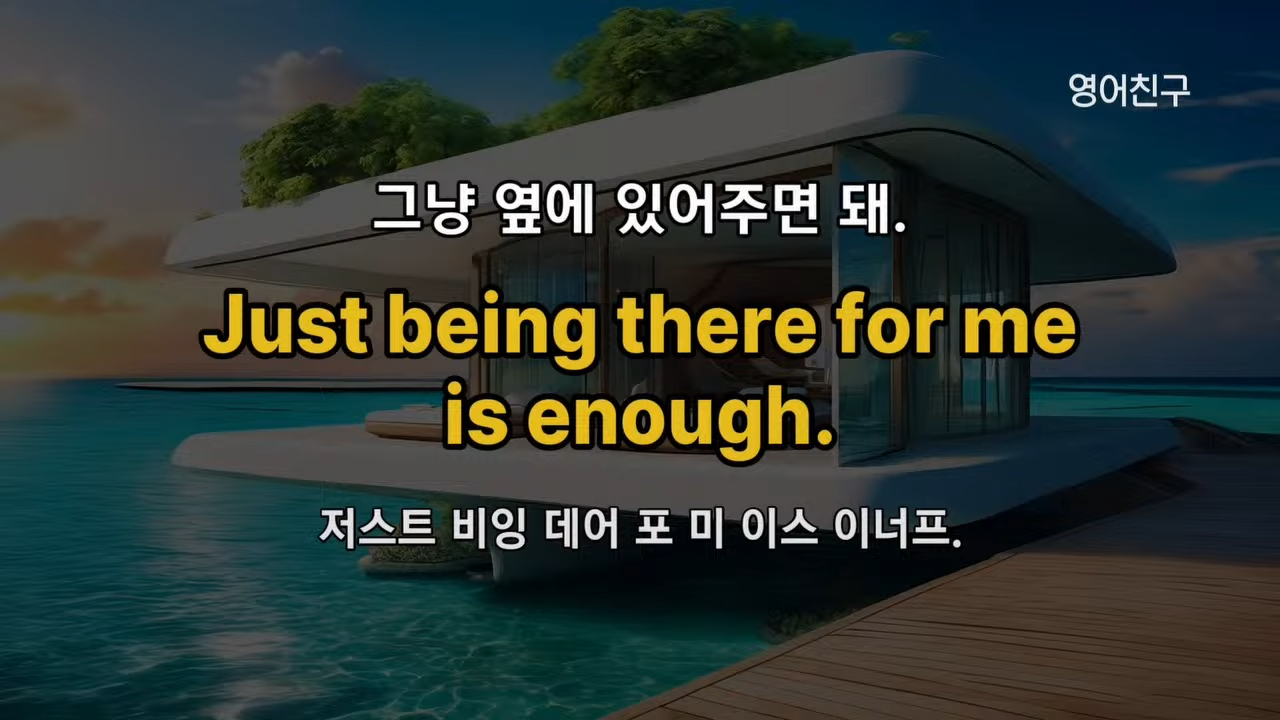 영어친구
그냥 옆에 있어주면 돼.
Just being there for me
is enough.
저스트 비잉 데어 포 미 이스 이너프.